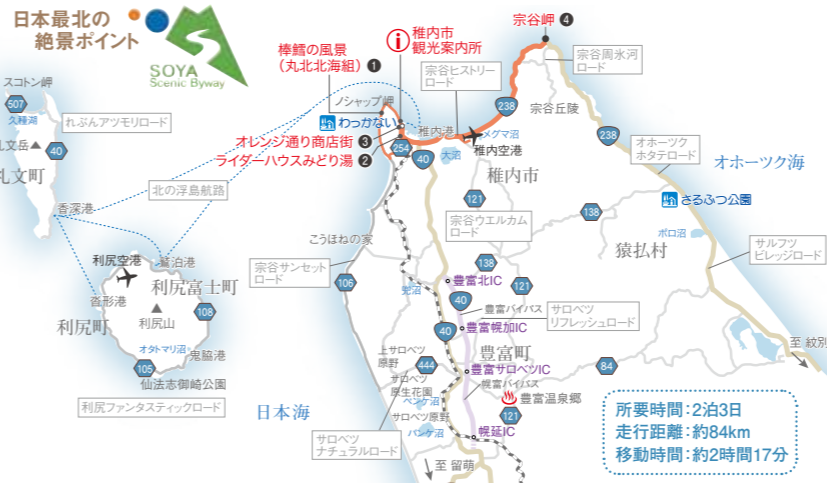 日本最北の
絶景ポイント
SOYA
Scenic Byway
棒鱈の風景
(丸北北海組) ❶
i 稚内市
観光案内所
宗谷岬 ❹
宗谷周氷河
ロード
宗谷ヒストリー
ロード
238
宗谷丘陵
238
スコトン岬
507
久種湖
れぶんアツモリロード
礼文岳
40
礼文町
香深港
ノシャップ岬
わっかない
稚内港
メグマ沼
稚内空港
オレンジ通り商店街 ❸
ライダーハウスみどり湯 ❷
254
40
大沼
稚内市
オホーツク
ホタテロード
オホーツク海
北の浮島航路
121
宗谷ウエルカム
ロード
138
さるふつ公園
ポロ沼
猿払村
サルフツ
ビレッジロード
利尻空港
鴛泊港
利尻富士町
沓形港
利尻山
利尻町
108
オタトマリ沼
鬼脇港
105
仙法志御崎公園
利尻ファンタスティックロード
こうほねの家
宗谷サンセット
ロード
106
兜沼
138
豊富北IC
121
40
豊富バイパス
サロベツ
リフレッシュロード
豊富幌加IC
40
豊富町
84
至 紋別
上サロベツ
原野
444
サロベツ
原生花園
豊富サロベツIC
幌富バイパス
豊富温泉郷
121
ペンケ沼
サロベツ原野
パンケ沼
幌延IC
日本海
サロベツ
ナチュラルロード
至 留萌
所要時間:2泊3日
走行距離:約84km
移動時間:約2時間17分